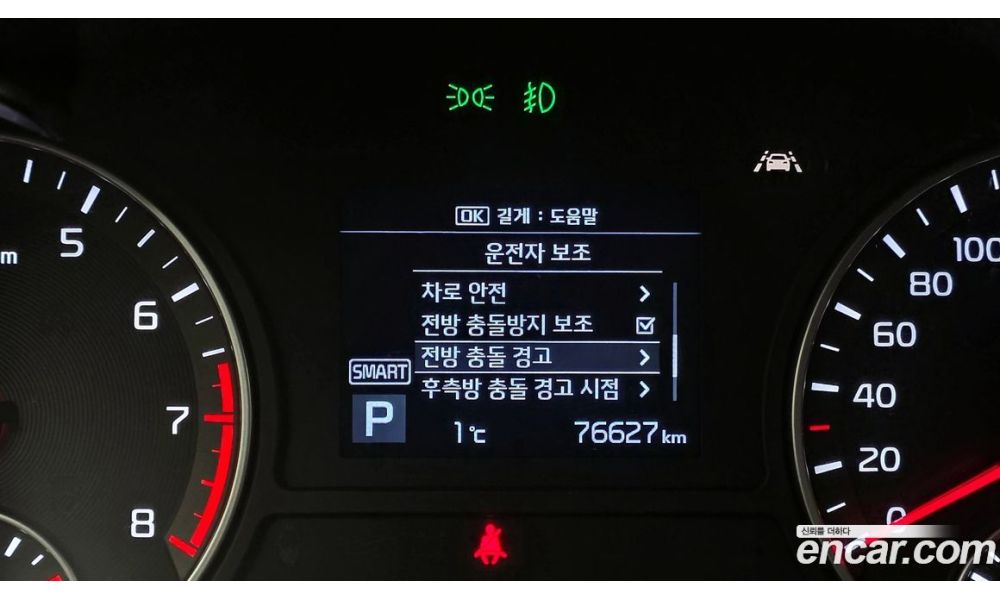 OK 길게 : 도움말
운전자 보조
차로 안전
전방 충돌방지 보조
전방 충돌 경고
후측방 충돌 경고 시점
SMART
P
1℃
76627 km
m
5
6
7
8
100
80
60
40
20
0
신뢰를 더하다
encar.com